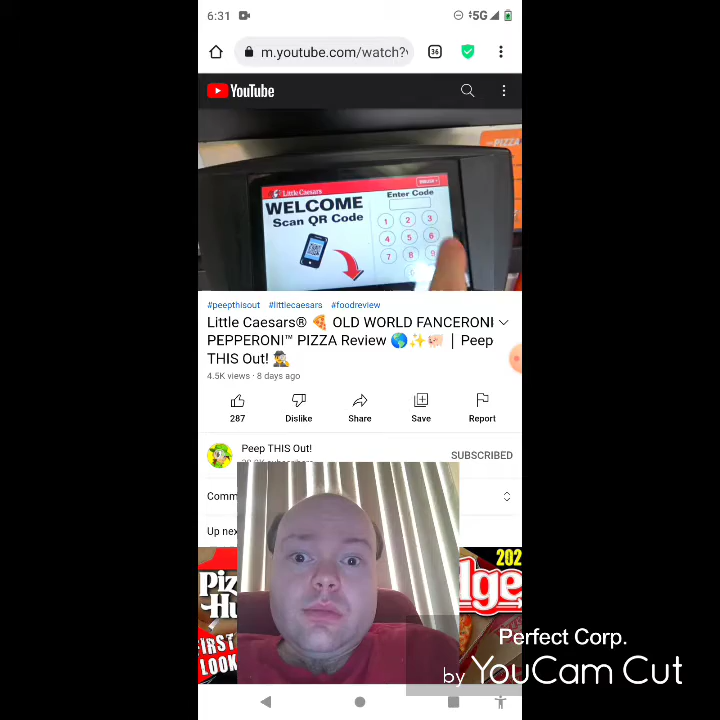 6:31
5G
m.youtube.com/watch?v
36
YouTube
Little Caesars
WELCOME
Scan QR Code
Enter Code
1 2 3
4 5 6
7 8 9
#peepthisout #littlecaesars #foodreview
Little Caesars® 🍕 OLD WORLD FANCERONI
PEPPERONI™ PIZZA Review 🌎✨🐖 | Peep
THIS Out! 🕵️
4.5K views · 8 days ago
287 Dislike Share Save Report
Peep THIS Out!
SUBSCRIBED
Comm
Up nex
Piz
Hu
FIRST
LOOK
202
dge
Perfect Corp.
by YouCam Cut